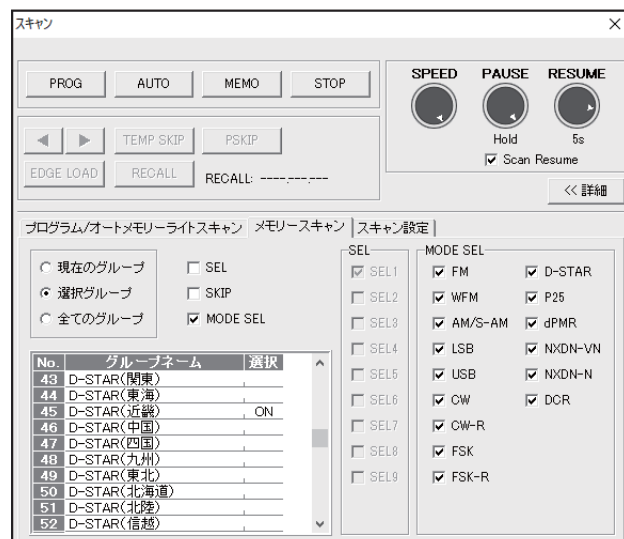 スキャン
PROG AUTO MEMO STOP
SPEED PAUSE RESUME
Hold 5s
Scan Resume
TEMP SKIP PSKIP
EDGE LOAD RECALL RECALL: ----.---.---
<< 詳細
プログラム/オートメモリーライトスキャン メモリースキャン スキャン設定
現在のグループ
選択グループ
全てのグループ
SEL
SKIP
MODE SEL
No. グループネーム 選択
43 D-STAR(関東)
44 D-STAR(東海)
45 D-STAR(近畿) ON
46 D-STAR(中国)
47 D-STAR(四国)
48 D-STAR(九州)
49 D-STAR(東北)
50 D-STAR(北海道)
51 D-STAR(北陸)
52 D-STAR(信越)
SEL
SEL1
SEL2
SEL3
SEL4
SEL5
SEL6
SEL7
SEL8
SEL9
MODE SEL
FM D-STAR
WFM P25
AM/S-AM dPMR
LSB NXDN-VN
USB NXDN-N
CW DCR
CW-R
FSK
FSK-R